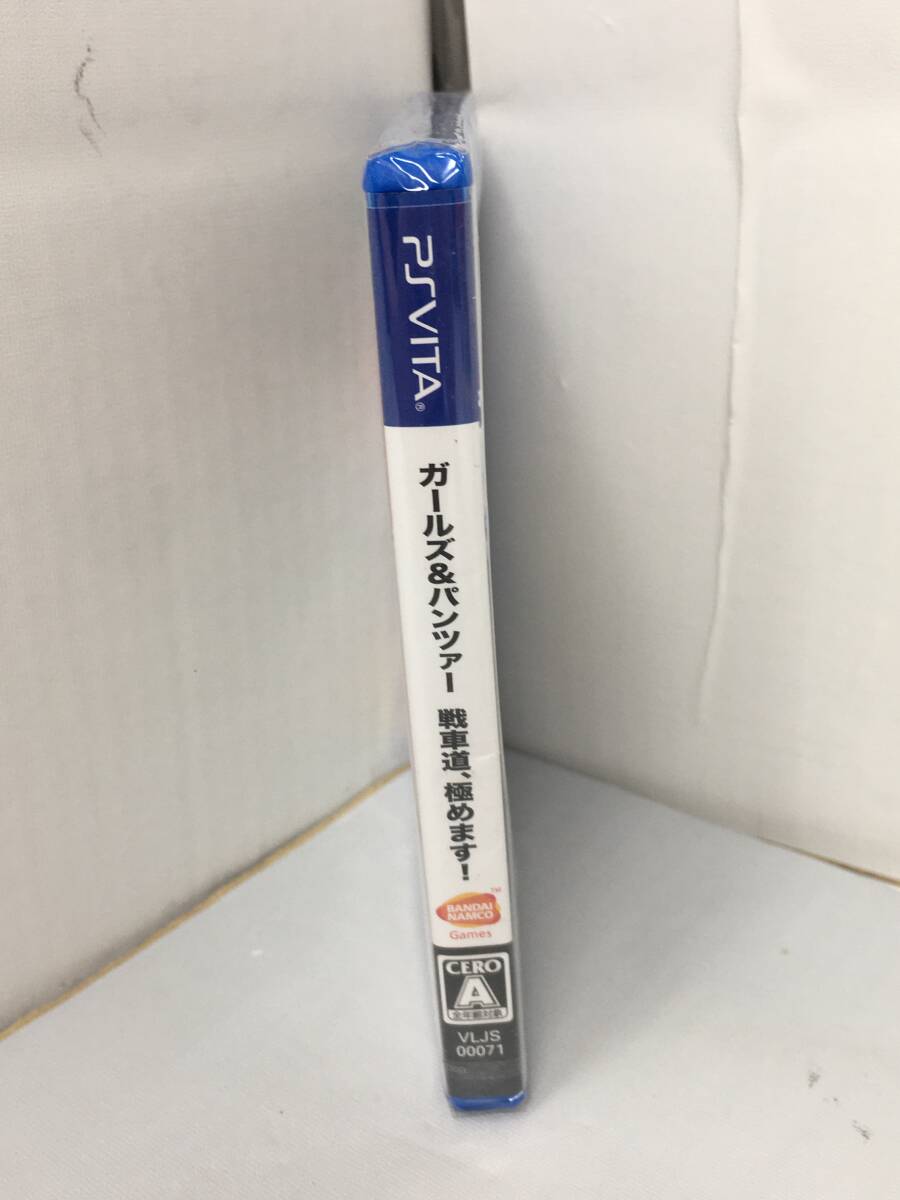 PSVITA®
ガールズ&パンツァー 戦車道、極めます!
BANDAI
NAMCO
™
Games
CERO
A
全年齢対象
VLJS
00071